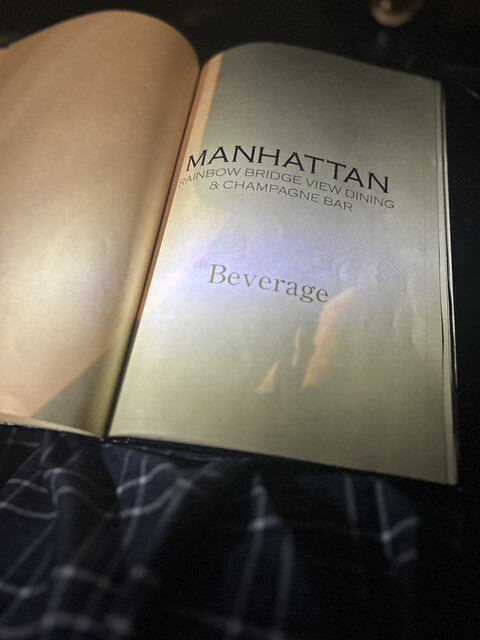 MANHATTAN
RAINBOW BRIDGE VIEW DINING
& CHAMPAGNE BAR
Beverage